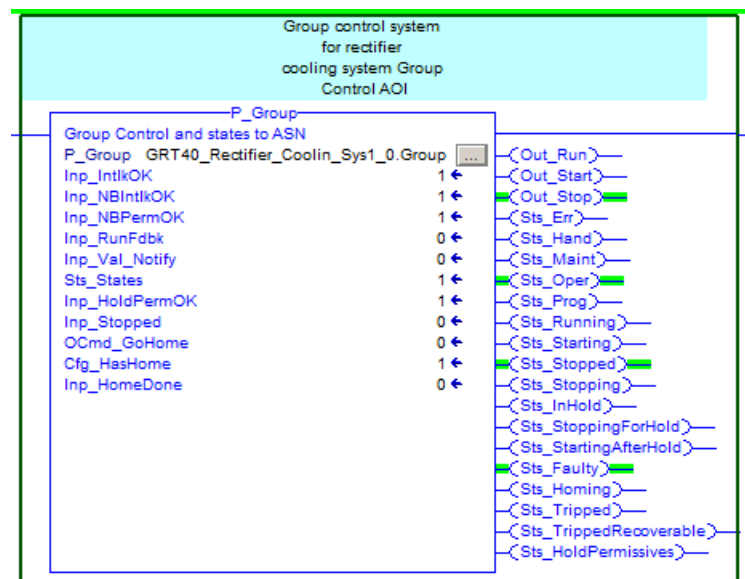 Group control system
for rectifier
cooling system Group
Control AOI
P_Group
Group Control and states to ASN
P_Group GRT40_Rectifier_Coolin_Sys1_0.Group ...
Inp_IntlkOK 1
Inp_NBIntlkOK 1
Inp_NBPermOK 1
Inp_RunFdbk 0
Inp_Val_Notify 0
Sts_States 1
Inp_HoldPermOK 1
Inp_Stopped 0
OCmd_GoHome 0
Cfg_HasHome 1
Inp_HomeDone 0
Out_Run
Out_Start
Out_Stop
Sts_Err
Sts_Hand
Sts_Maint
Sts_Oper
Sts_Prog
Sts_Running
Sts_Starting
Sts_Stopped
Sts_Stopping
Sts_InHold
Sts_StoppingForHold
Sts_StartingAfterHold
Sts_Faulty
Sts_Homing
Sts_Tripped
Sts_TrippedRecoverable
Sts_HoldPermissives